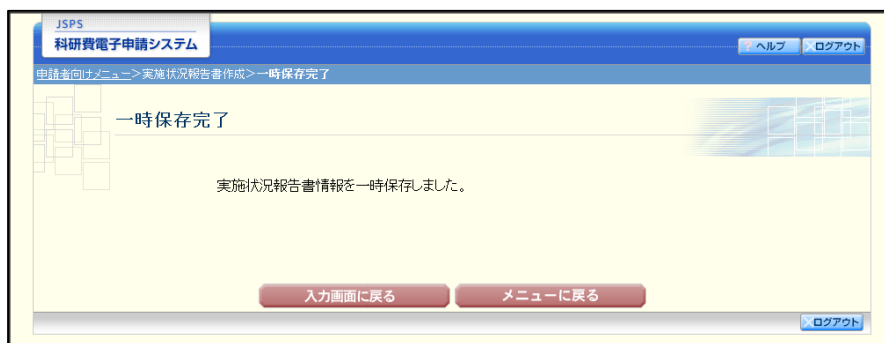 JSPS
科研費電子申請システム
? ヘルプ ×ログアウト
申請者向けメニュー>実施状況報告書作成>一時保存完了
一時保存完了
実施状況報告書情報を一時保存しました。
入力画面に戻る メニューに戻る
×ログアウト